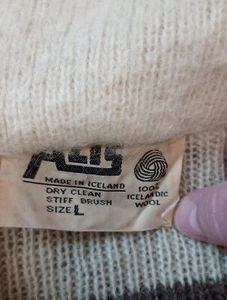 MADE IN ICELAND
DRY CLEAN
STIFF BRUSH
SIZE L
100%
ICELANDIC
WOOL